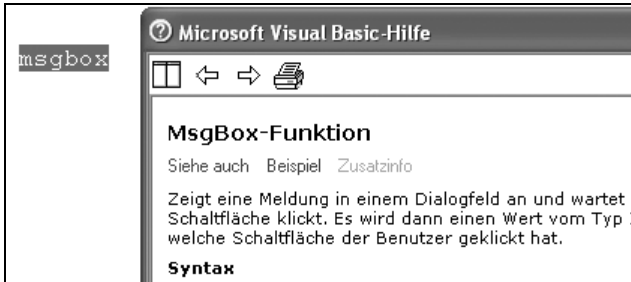 msgbox
Microsoft Visual Basic-Hilfe
MsgBox-Funktion
Siehe auch Beispiel Zusatzinfo
Zeigt eine Meldung in einem Dialogfeld an und wartet
Schaltfläche klickt. Es wird dann einen Wert vom Typ
welche Schaltfläche der Benutzer geklickt hat.
Syntax